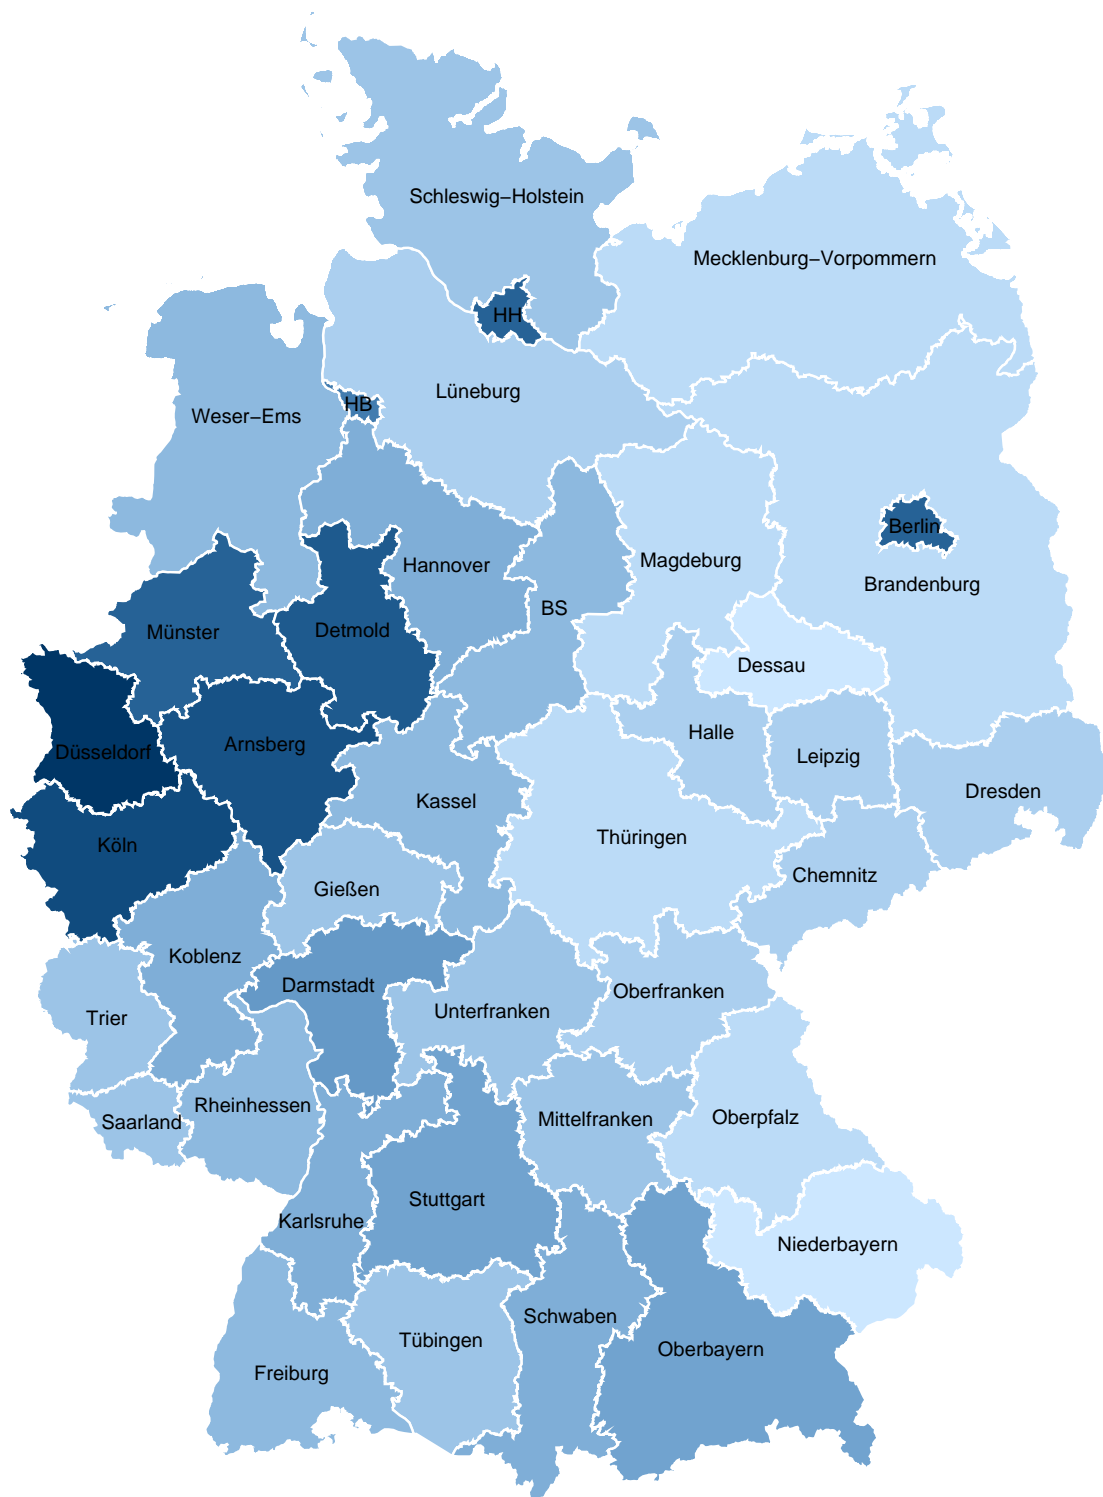 Schleswig−Holstein
Mecklenburg−Vorpommern
HH
Lüneburg
HB
Weser−Ems
Berlin
Magdeburg
Hannover
Brandenburg
BS
Münster
Detmold
Dessau
Halle
Arnsberg
Düsseldorf
Leipzig
Dresden
Kassel
Thüringen
Köln
Chemnitz
Gießen
Koblenz
Darmstadt
Oberfranken
Unterfranken
Trier
Rheinhessen
Mittelfranken
Oberpfalz
Saarland
Stuttgart
Karlsruhe
Niederbayern
Schwaben
Tübingen
Oberbayern
Freiburg